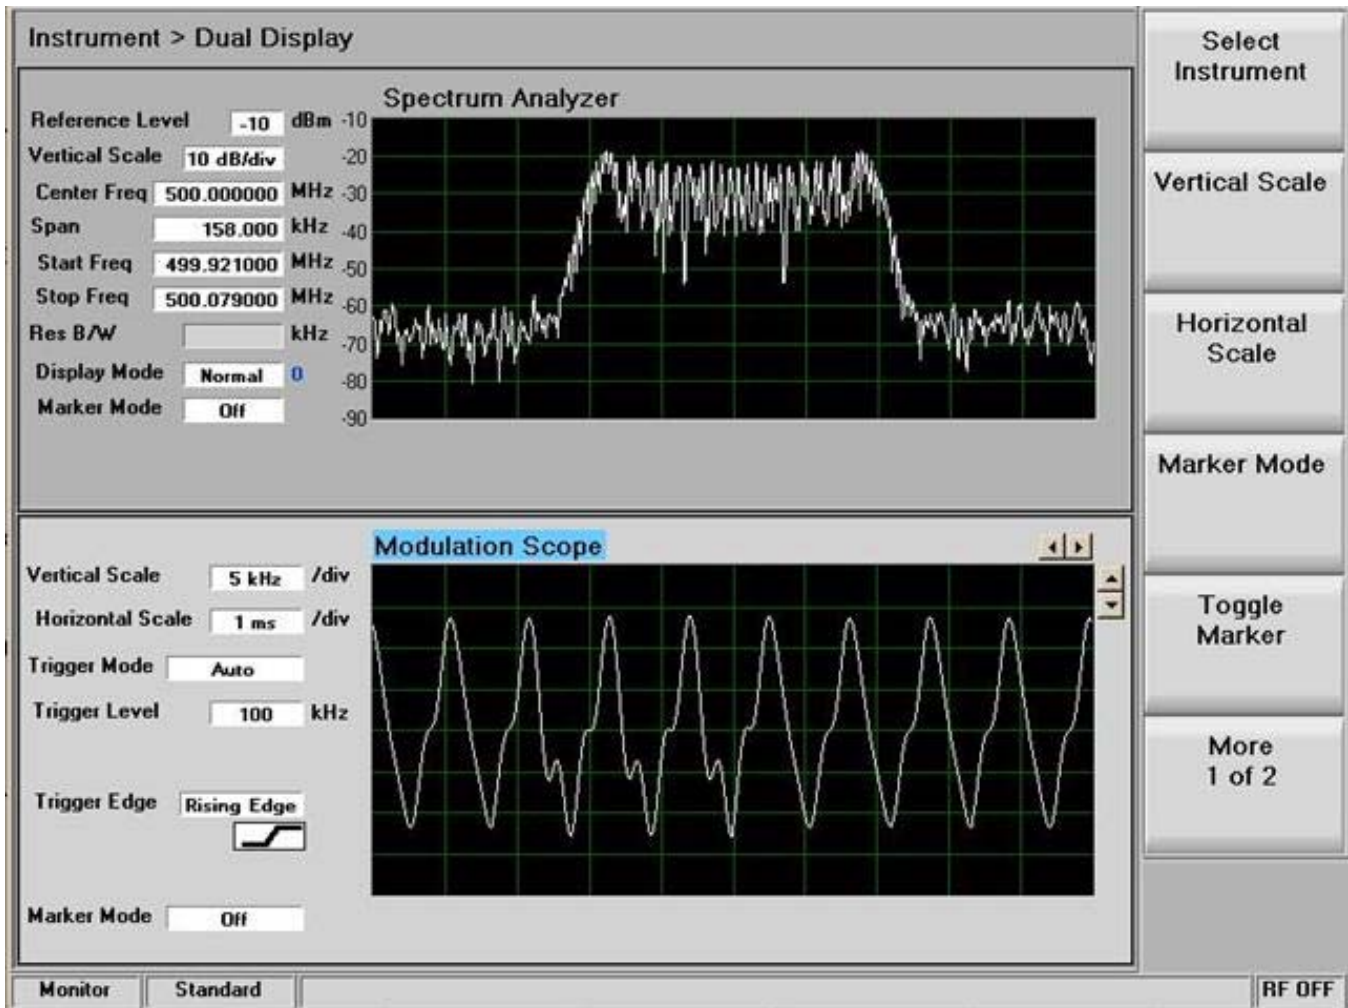 Instrument > Dual Display
Spectrum Analyzer
Reference Level -10 dBm
Vertical Scale 10 dB/div
Center Freq 500.000000 MHz
Span 158.000 kHz
Start Freq 499.921000 MHz
Stop Freq 500.079000 MHz
Res B/W kHz
Display Mode Normal 0
Marker Mode Off
-10
-20
-30
-40
-50
-60
-70
-80
-90
Modulation Scope
Vertical Scale 5 kHz /div
Horizontal Scale 1 ms /div
Trigger Mode Auto
Trigger Level 100 kHz
Trigger Edge Rising Edge
Marker Mode Off
Select
Instrument
Vertical Scale
Horizontal
Scale
Marker Mode
Toggle
Marker
More
1 of 2
Monitor Standard RF OFF